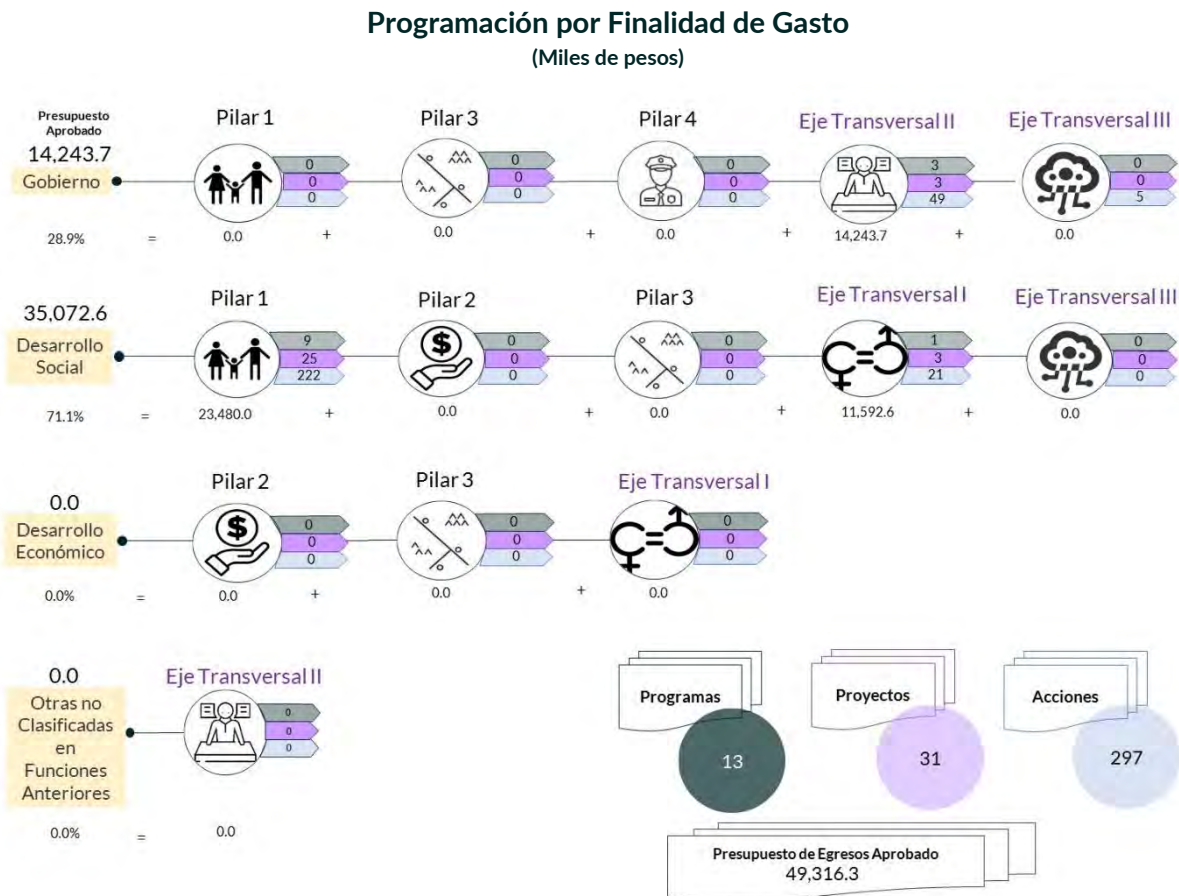 Programación por Finalidad de Gasto
(Miles de pesos)
Presupuesto
Aprobado
14,243.7
Gobierno
28.9%
=
Pilar 1
0
0
0
0.0
+
Pilar 3
0
0
0
0.0
+
Pilar 4
0
0
0
0.0
+
Eje Transversal II
3
3
49
14,243.7
+
Eje Transversal III
0
0
5
0.0
35,072.6
Desarrollo
Social
71.1%
=
Pilar 1
9
25
222
23,480.0
+
Pilar 2
$
0
0
0
0.0
+
Pilar 3
0
0
0
0.0
+
Eje Transversal I
1
3
21
11,592.6
+
Eje Transversal III
0
0
0
0.0
0.0
Desarrollo
Económico
0.0%
=
Pilar 2
$
0
0
0
0.0
+
Pilar 3
0
0
0
0.0
+
Eje Transversal I
0
0
0
0.0
0.0
Otras no
Clasificadas
en
Funciones
Anteriores
0.0%
=
Eje Transversal II
0
0
0
0.0
Programas
13
Proyectos
31
Acciones
297
Presupuesto de Egresos Aprobado
49,316.3